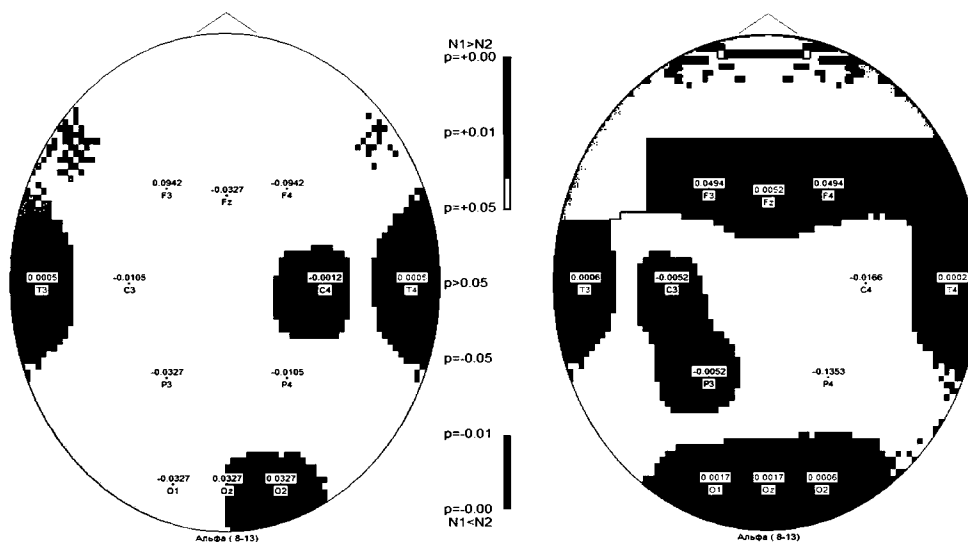 N1>N2
p=+0.00
p=+0.01
p=+0.05
p>0.05
p=-0.05
p=-0.01
p=-0.00
N1<N2
0.0942
F3
-0.0327
Fz
-0.0942
F4
0.0005
T3
-0.0105
C3
-0.0012
C4
0.0005
T4
-0.0327
P3
-0.0105
P4
-0.0327
O1
0.0327
Oz
0.0327
O2
Альфа ( 8-13)
0.0494
F3
0.0052
Fz
0.0494
F4
0.0006
T3
-0.0052
C3
-0.0166
C4
0.0002
T4
-0.0052
P3
-0.1353
P4
0.0017
O1
0.0017
Oz
0.0006
O2
Альфа ( 8-13)